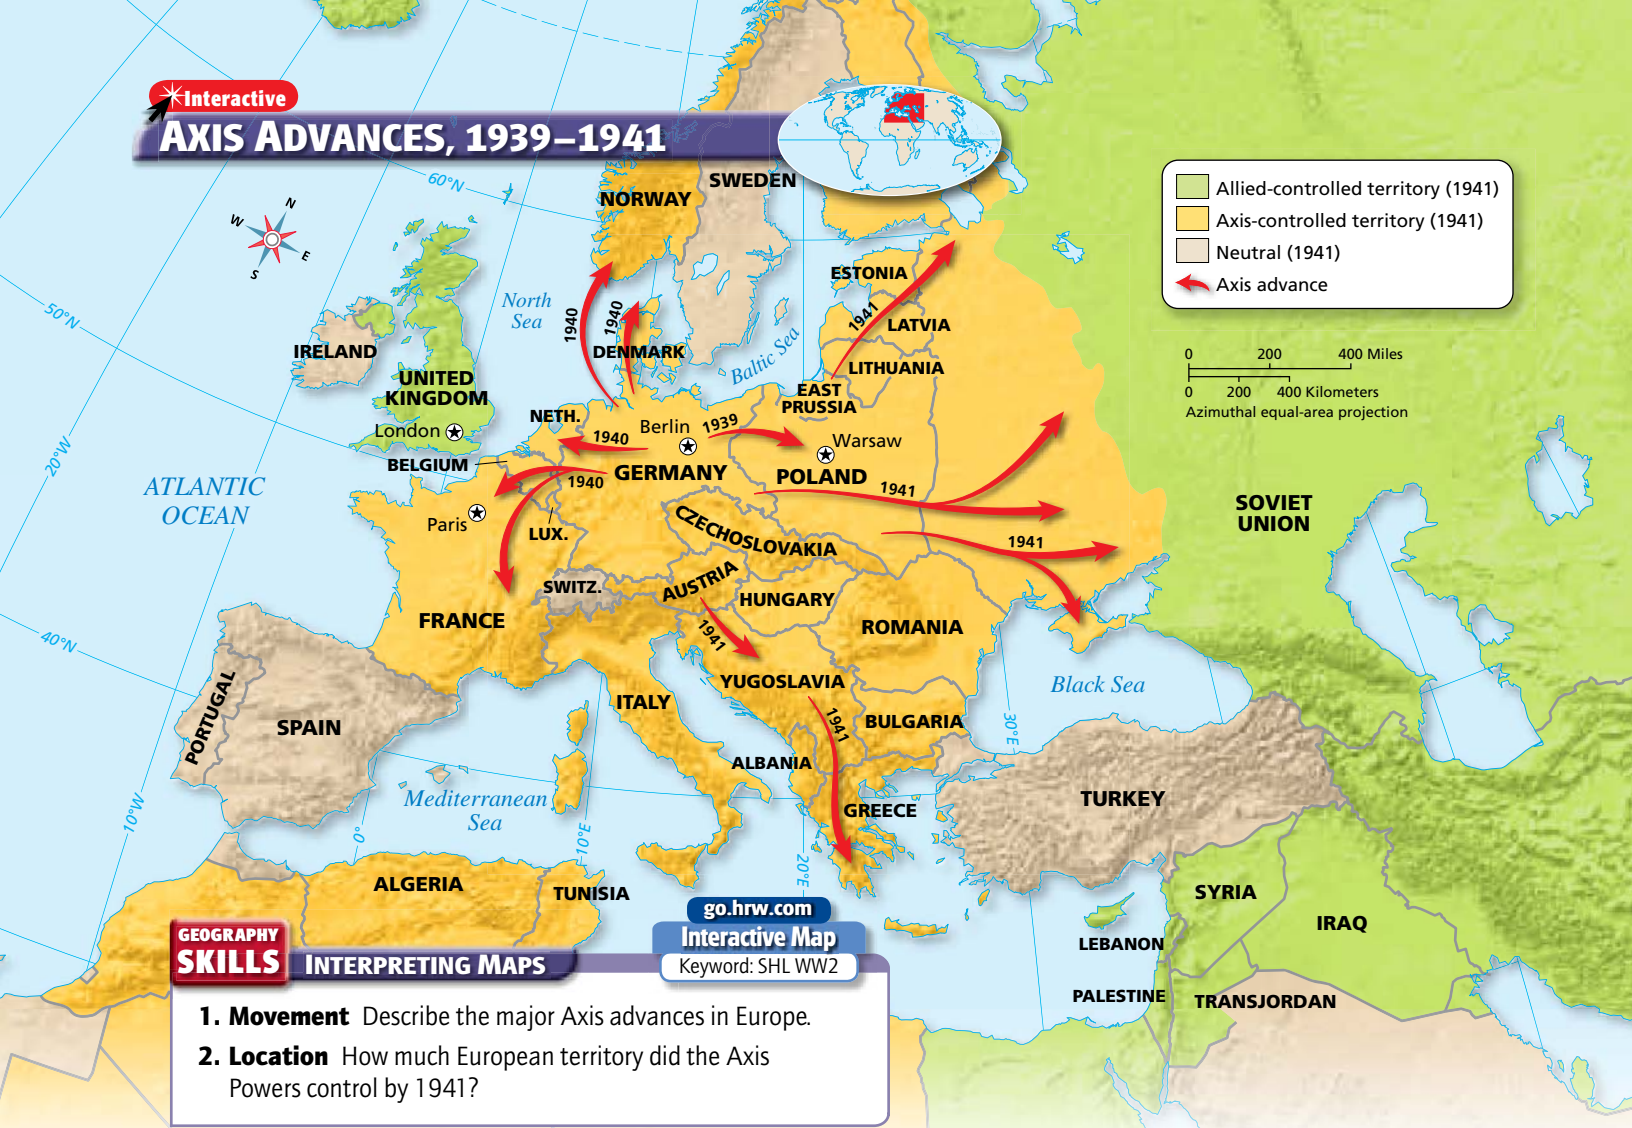 Interactive
AXIS ADVANCES, 1939–1941
N
W
E
S
60°N
50°N
20°W
40°N
10°W
0°
10°E
20°E
30°E
Allied-controlled territory (1941)
Axis-controlled territory (1941)
Neutral (1941)
Axis advance
0 200 400 Miles
0 200 400 Kilometers
Azimuthal equal-area projection
SWEDEN
NORWAY
ESTONIA
North
Sea
1940
1940
1941
LATVIA
IRELAND
DENMARK
Baltic Sea
LITHUANIA
UNITED
KINGDOM
EAST
PRUSSIA
NETH.
London
Berlin
1939
1940
Warsaw
BELGIUM
GERMANY
POLAND
1940
1941
ATLANTIC
OCEAN
Paris
LUX.
CZECHOSLOVAKIA
1941
SOVIET
UNION
SWITZ.
AUSTRIA
HUNGARY
FRANCE
1941
ROMANIA
YUGOSLAVIA
Black Sea
PORTUGAL
SPAIN
ITALY
1941
BULGARIA
ALBANIA
Mediterranean
Sea
GREECE
TURKEY
ALGERIA
TUNISIA
SYRIA
IRAQ
LEBANON
PALESTINE
TRANSJORDAN
go.hrw.com
Interactive Map
Keyword: SHL WW2
GEOGRAPHY
SKILLS
INTERPRETING MAPS
1. Movement Describe the major Axis advances in Europe.
2. Location How much European territory did the Axis
Powers control by 1941?